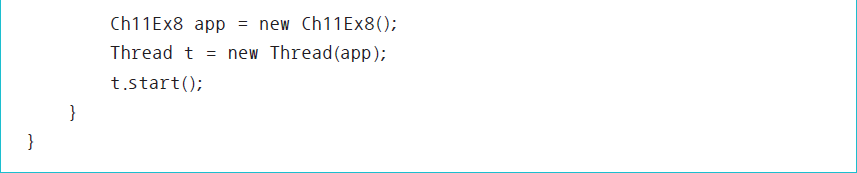 Ch11Ex8 app = new Ch11Ex8();
Thread t = new Thread(app);
t.start();
}
}